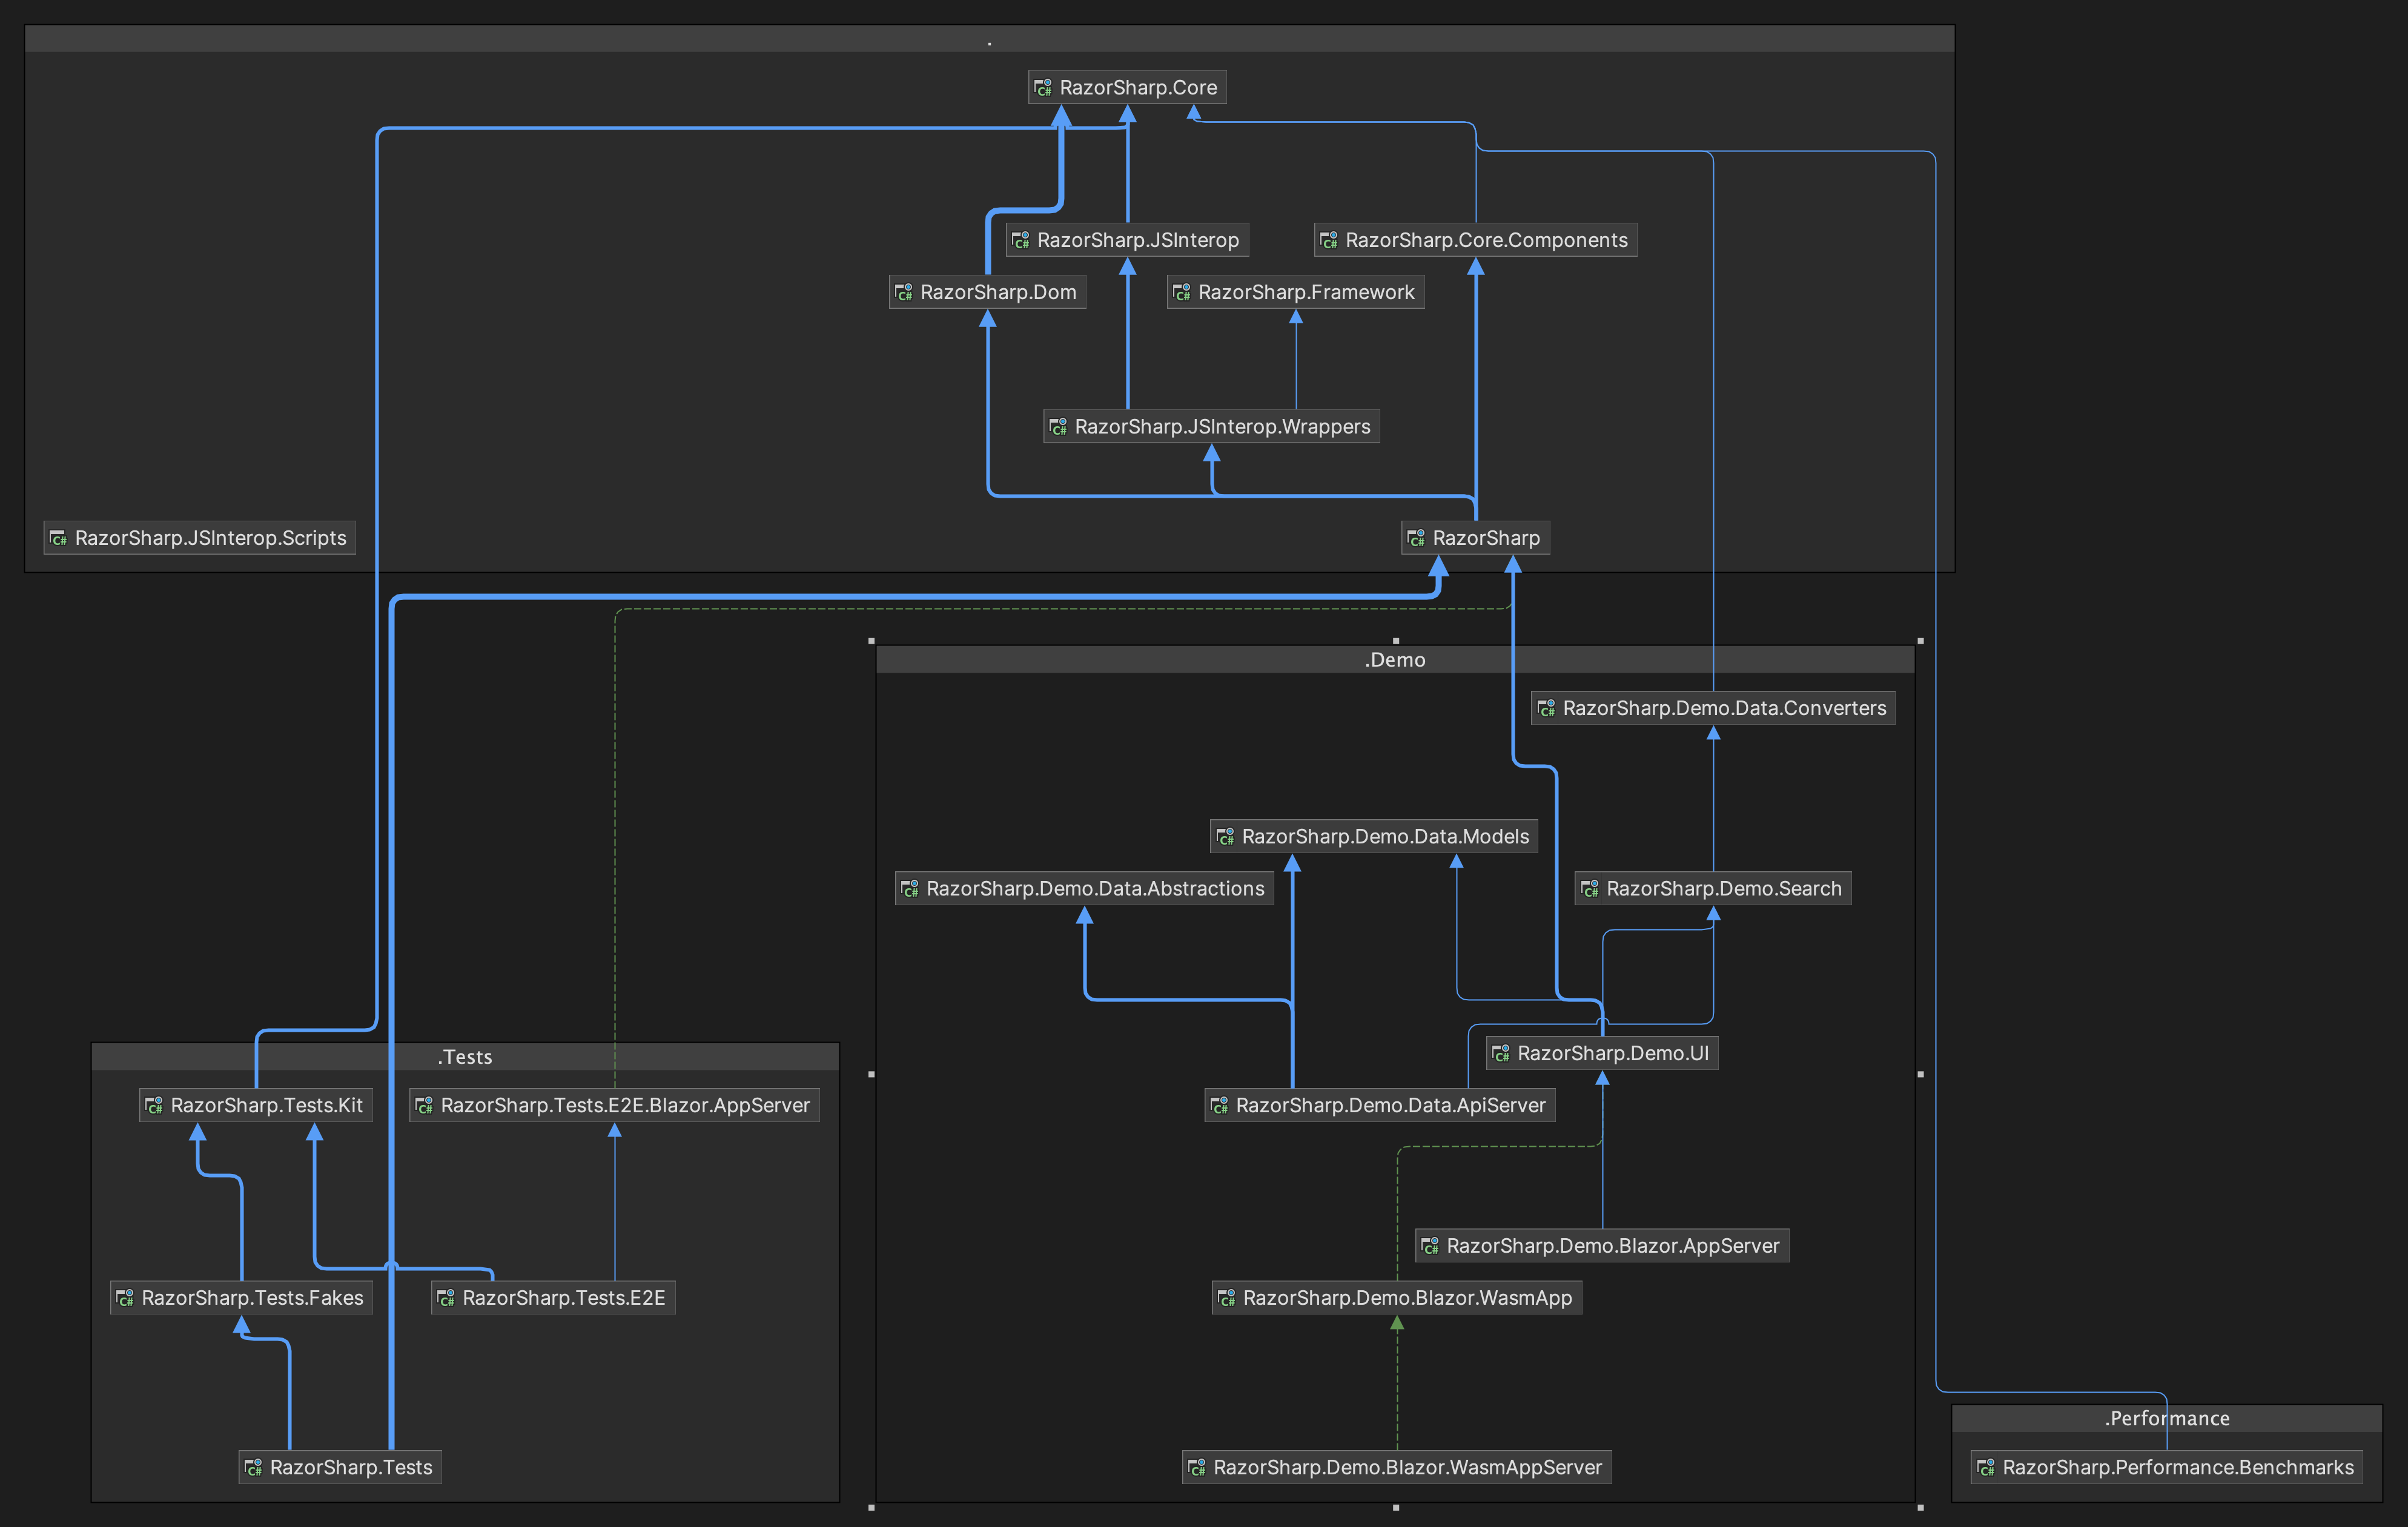 .
RazorSharp.Core
RazorSharp.JSInterop
RazorSharp.Core.Components
RazorSharp.Dom
RazorSharp.Framework
RazorSharp.JSInterop.Wrappers
RazorSharp.JSInterop.Scripts
RazorSharp
.Demo
RazorSharp.Demo.Data.Converters
RazorSharp.Demo.Data.Models
RazorSharp.Demo.Data.Abstractions
RazorSharp.Demo.Search
RazorSharp.Demo.UI
RazorSharp.Demo.Data.ApiServer
RazorSharp.Demo.Blazor.AppServer
RazorSharp.Demo.Blazor.WasmApp
RazorSharp.Demo.Blazor.WasmAppServer
.Tests
RazorSharp.Tests.Kit
RazorSharp.Tests.E2E.Blazor.AppServer
RazorSharp.Tests.Fakes
RazorSharp.Tests.E2E
RazorSharp.Tests
.Performance
RazorSharp.Performance.Benchmarks